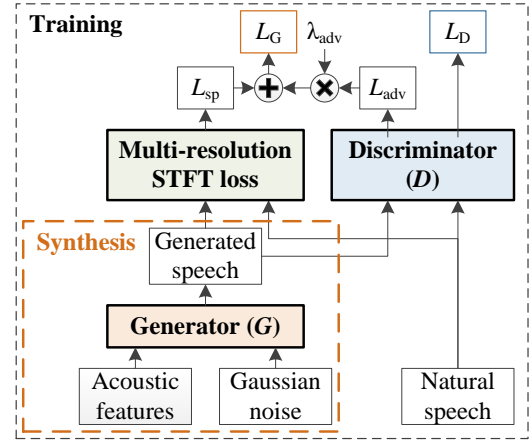 Training
L_G
λ_adv
L_D
L_sp
+
×
L_adv
Multi-resolution
STFT loss
Discriminator
(D)
Synthesis
Generated
speech
Generator (G)
Acoustic
features
Gaussian
noise
Natural
speech